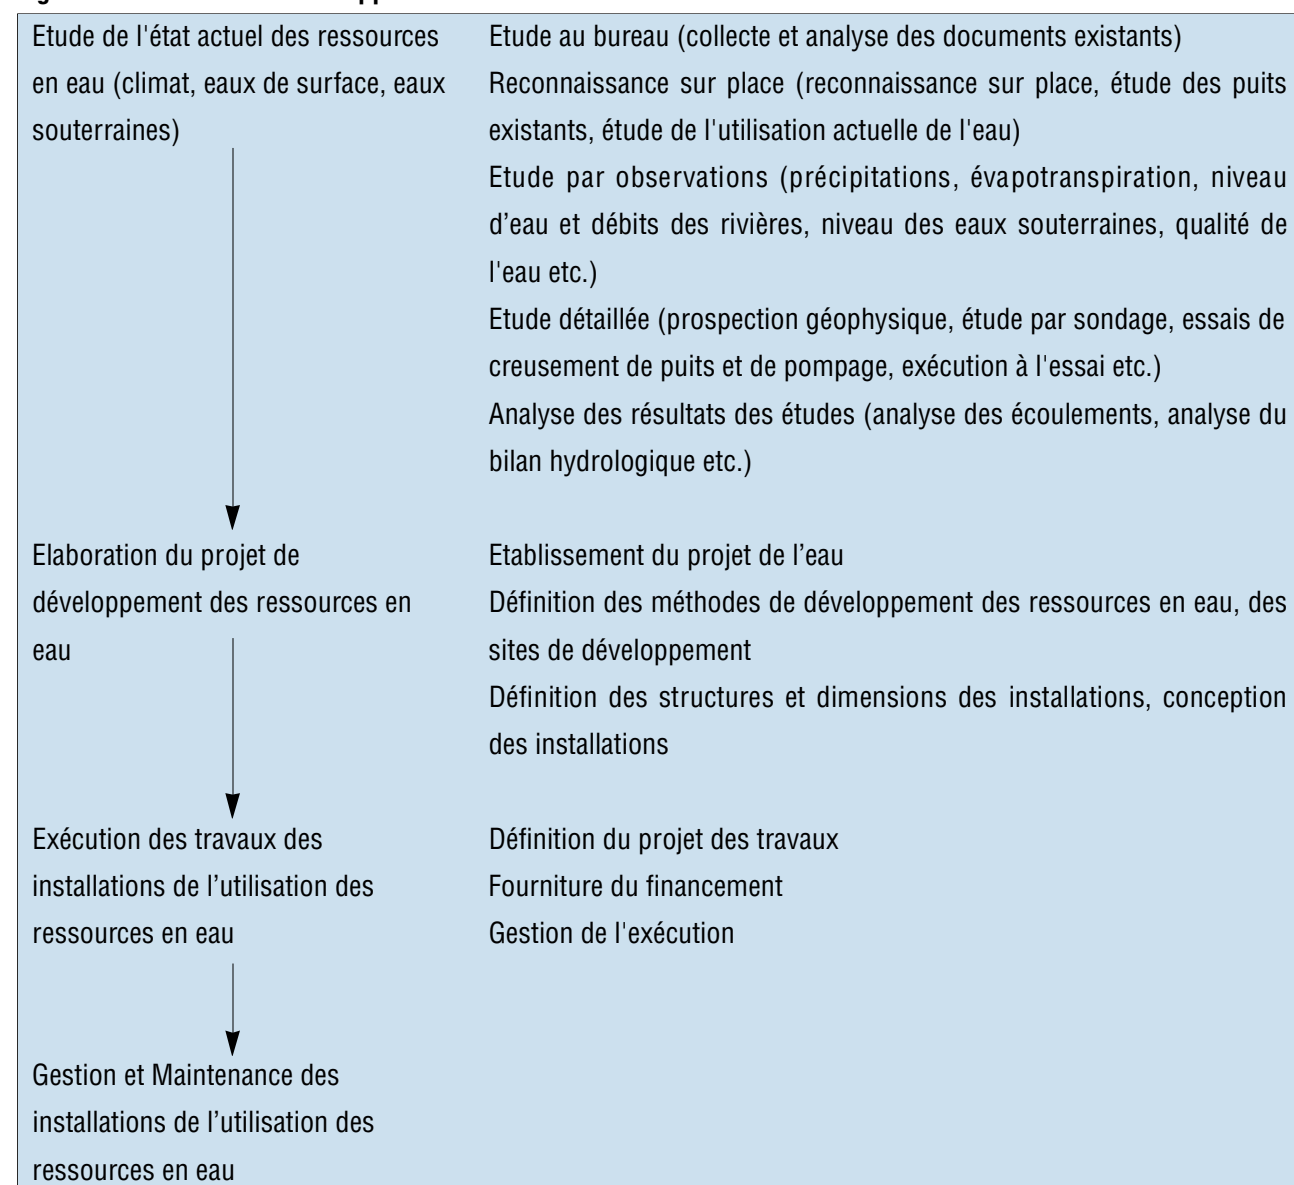 Etude de l'état actuel des ressources
en eau (climat, eaux de surface, eaux
souterraines)
Etude au bureau (collecte et analyse des documents existants)
Reconnaissance sur place (reconnaissance sur place, étude des puits
existants, étude de l'utilisation actuelle de l'eau)
Etude par observations (précipitations, évapotranspiration, niveau
d’eau et débits des rivières, niveau des eaux souterraines, qualité de
l'eau etc.)
Etude détaillée (prospection géophysique, étude par sondage, essais de
creusement de puits et de pompage, exécution à l'essai etc.)
Analyse des résultats des études (analyse des écoulements, analyse du
bilan hydrologique etc.)
Elaboration du projet de
développement des ressources en
eau
Etablissement du projet de l’eau
Définition des méthodes de développement des ressources en eau, des
sites de développement
Définition des structures et dimensions des installations, conception
des installations
Exécution des travaux des
installations de l’utilisation des
ressources en eau
Définition du projet des travaux
Fourniture du financement
Gestion de l'exécution
Gestion et Maintenance des
installations de l’utilisation des
ressources en eau